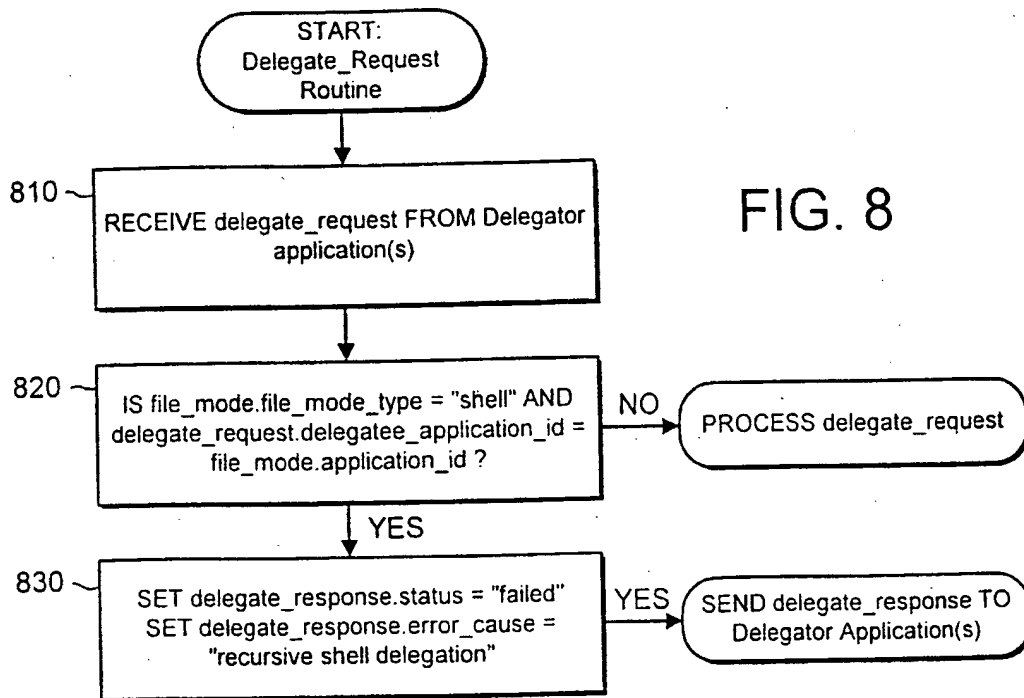 START:
Delegate_Request
Routine
810
RECEIVE delegate_request FROM Delegator
application(s)
FIG. 8
820
IS file_mode.file_mode_type = "shell" AND
delegate_request.delegatee_application_id =
file_mode.application_id ?
NO
PROCESS delegate_request
YES
830
SET delegate_response.status = "failed"
SET delegate_response.error_cause =
"recursive shell delegation"
YES
SEND delegate_response TO
Delegator Application(s)